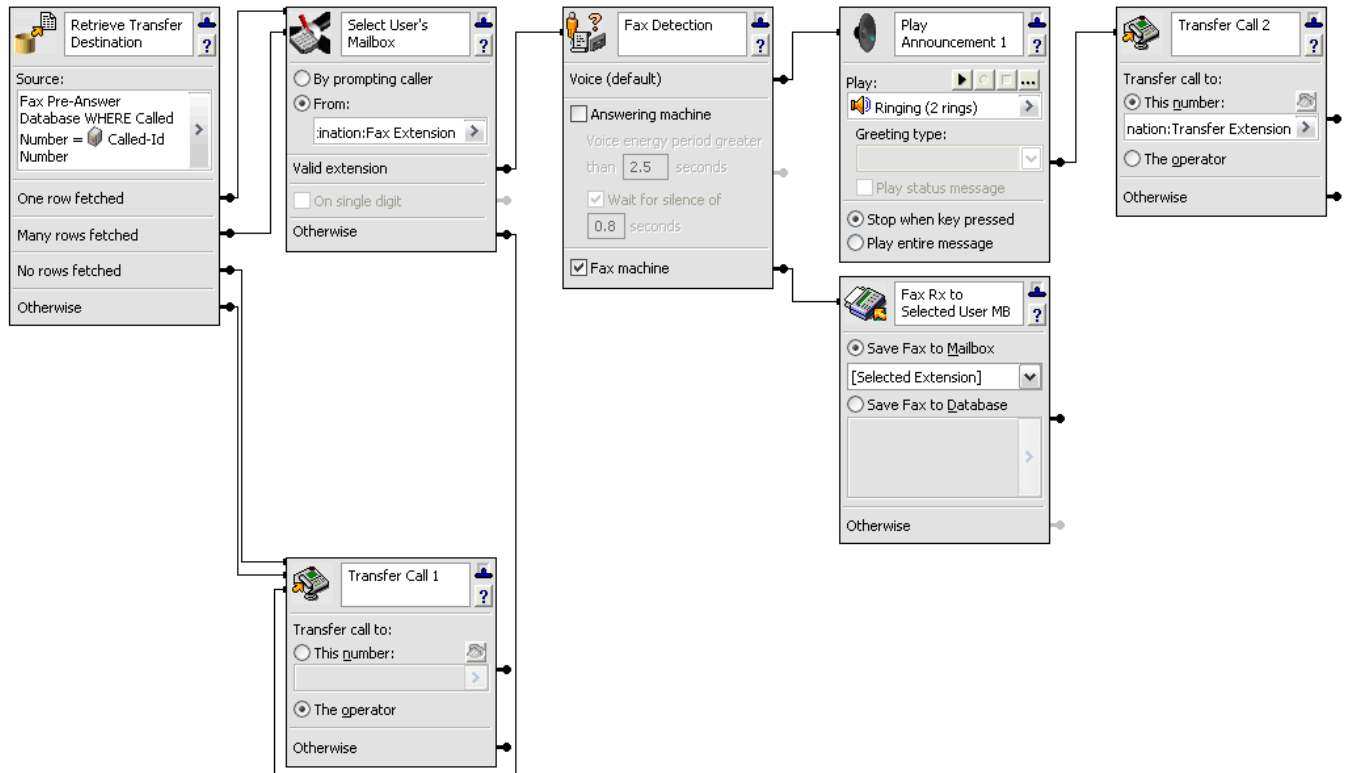 Retrieve Transfer
Destination
?
Source:
Fax Pre-Answer
Database WHERE Called
Number = Called-Id
Number
One row fetched
Many rows fetched
No rows fetched
Otherwise
Select User's
Mailbox
?
By prompting caller
From:
:ination:Fax Extension
Valid extension
On single digit
Otherwise
Fax Detection
?
Voice (default)
Answering machine
Voice energy period greater
than 2.5 seconds
Wait for silence of
0.8 seconds
Fax machine
Play
Announcement 1
?
Play:
...
Ringing (2 rings)
Greeting type:
Play status message
Stop when key pressed
Play entire message
Transfer Call 2
?
Transfer call to:
This number:
nation:Transfer Extension
The operator
Otherwise
Fax Rx to
Selected User MB
?
Save Fax to Mailbox
[Selected Extension]
Save Fax to Database
Otherwise
Transfer Call 1
?
Transfer call to:
This number:
The operator
Otherwise